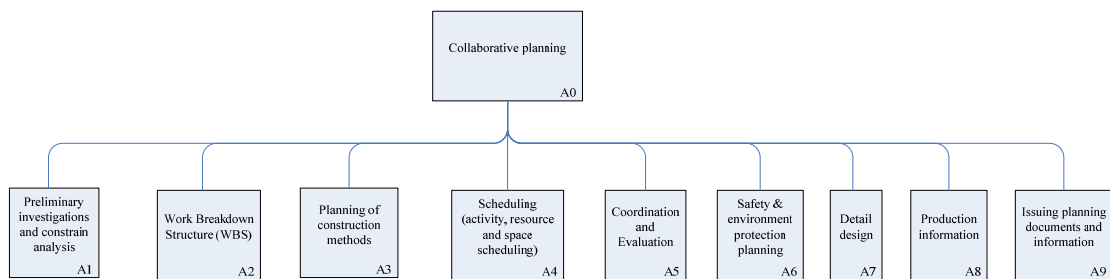 Collaborative planning
A0
Preliminary
investigations
and constrain
analysis
A1
Work Breakdown
Structure (WBS)
A2
Planning of
construction
methods
A3
Scheduling
(activity, resource
and space
scheduling)
A4
Coordination
and
Evaluation
A5
Safety &
environment
protection
planning
A6
Detail
design
A7
Production
information
A8
Issuing planning
documents and
information
A9